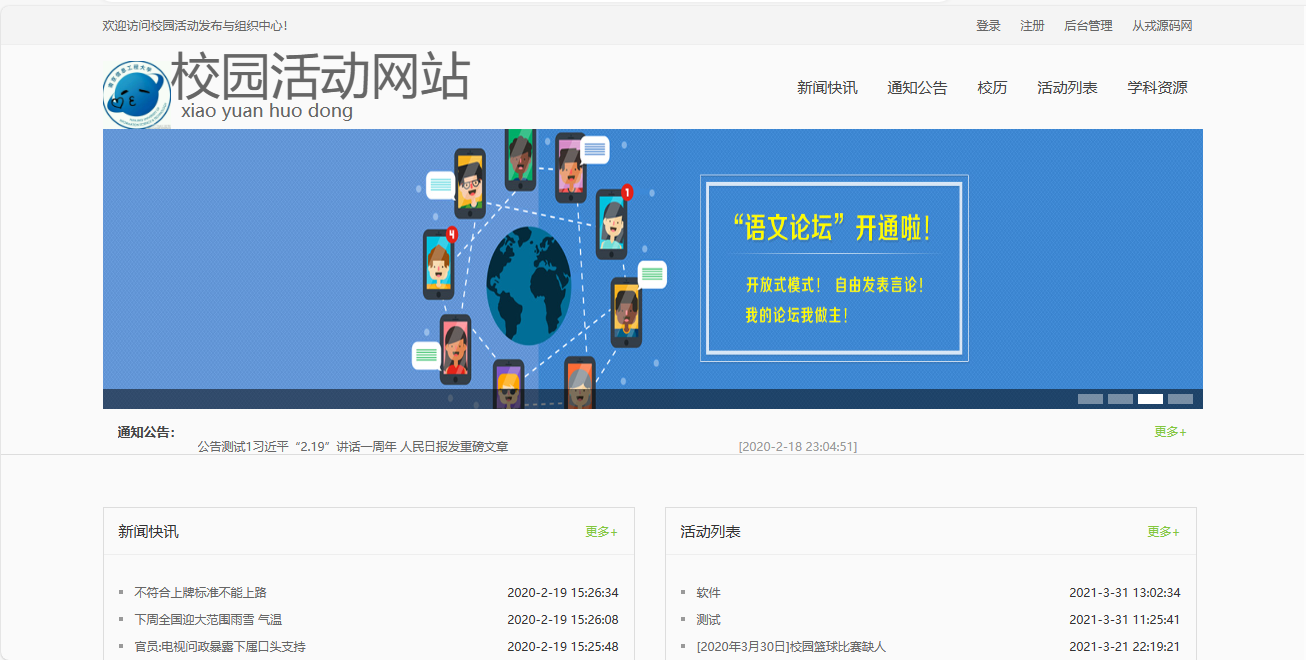 欢迎访问校园活动发布与组织中心！
登录 注册 后台管理 从戎源码网
校园活动网站
xiao yuan huo dong
新闻快讯 通知公告 校历 活动列表 学科资源
4
1
“语文论坛”开通啦！
开放式模式！ 自由发表言论！
我的论坛我做主！
通知公告：
更多+
公告测试1习近平“2.19”讲话一周年 人民日报发重磅文章 [2020-2-18 23:04:51]
新闻快讯 更多+
不符合上牌标准不能上路 2020-2-19 15:26:34
下周全国迎大范围雨雪 气温 2020-2-19 15:26:08
官员:电视问政暴露下属口头支持 2020-2-19 15:25:48
活动列表 更多+
软件 2021-3-31 13:02:34
测试 2021-3-31 11:25:41
[2020年3月30日]校园篮球比赛缺人 2021-3-21 22:19:21